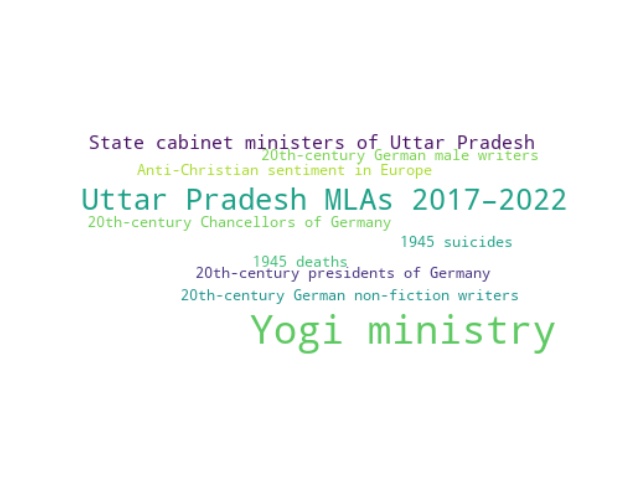 State cabinet ministers of Uttar Pradesh
20th-century German male writers
Anti-Christian sentiment in Europe
Uttar Pradesh MLAs 2017–2022
20th-century Chancellors of Germany
1945 suicides
1945 deaths
20th-century presidents of Germany
20th-century German non-fiction writers
Yogi ministry